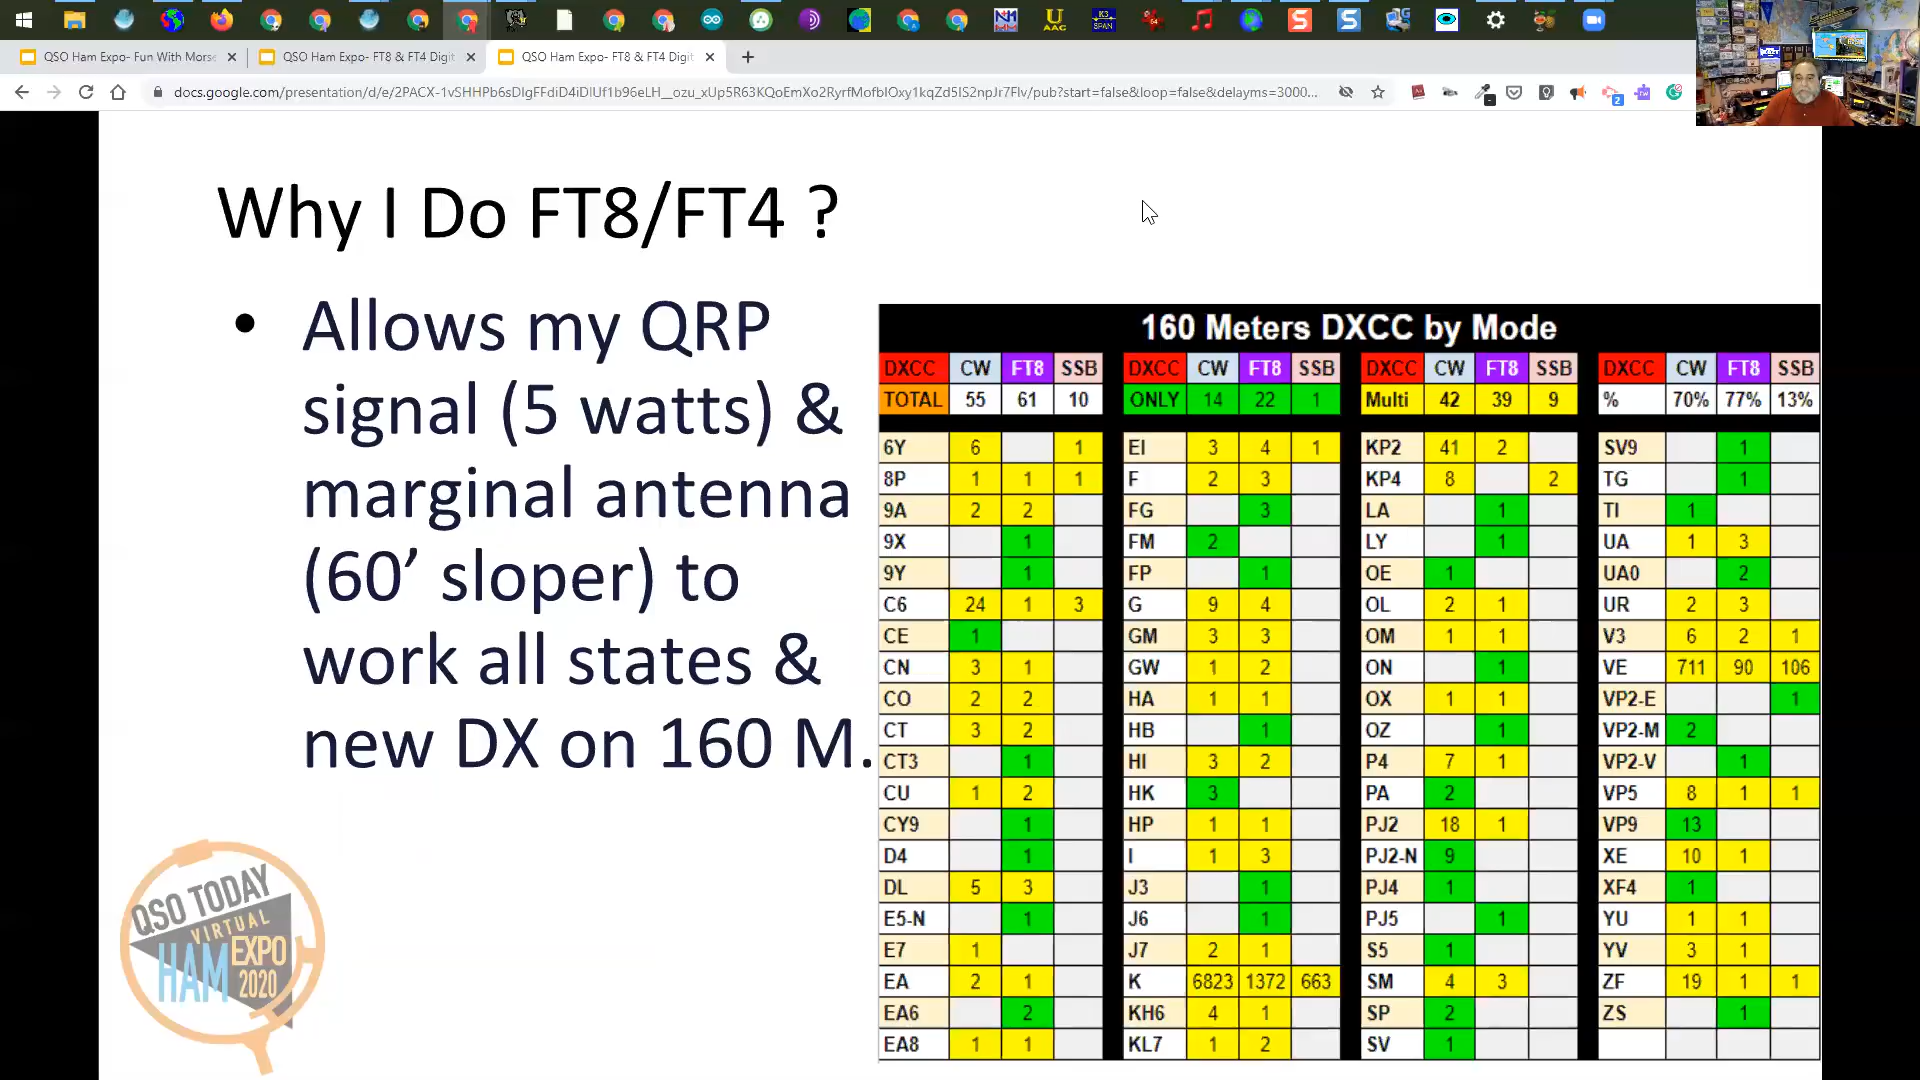 QSO Ham Expo- Fun With Morse
QSO Ham Expo- FT8 & FT4 Digit
QSO Ham Expo- FT8 & FT4 Digit
docs.google.com/presentation/d/e/2PACX-1vSHHPb6sDIgFFdiD4iDlUf1b96eLH__ozu_xUp5R63KQoEmXo2RyrfMofbIOxy1kqZd5IS2npJr7Flv/pub?start=false&loop=false&delayms=3000...
Why I Do FT8/FT4 ?
• Allows my QRP
signal (5 watts) &
marginal antenna
(60’ sloper) to
work all states &
new DX on 160 M.
QSO TODAY
VIRTUAL
HAM EXPO
2020
160 Meters DXCC by Mode
DXCC CW FT8 SSB DXCC CW FT8 SSB DXCC CW FT8 SSB DXCC CW FT8 SSB
TOTAL 55 61 10 ONLY 14 22 1 Multi 42 39 9 % 70% 77% 13%
6Y 6 1 EI 3 4 1 KP2 41 2 SV9 1
8P 1 1 1 F 2 3 KP4 8 2 TG 1
9A 2 2 FG 3 LA 1 TI 1
9X 1 FM 2 LY 1 UA 1 3
9Y 1 FP 1 OE 1 UA0 2
C6 24 1 3 G 9 4 OL 2 1 UR 2 3
CE 1 GM 3 3 OM 1 1 V3 6 2 1
CN 3 1 GW 1 2 ON 1 VE 711 90 106
CO 2 2 HA 1 1 OX 1 1 VP2-E 1
CT 3 2 HB 1 OZ 1 VP2-M 2
CT3 1 HI 3 2 P4 7 1 VP2-V 1
CU 1 2 HK 3 PA 2 VP5 8 1 1
CY9 1 HP 1 1 PJ2 18 1 VP9 13
D4 1 I 1 3 PJ2-N 9 XE 10 1
DL 5 3 J3 1 PJ4 1 XF4 1
E5-N 1 J6 1 PJ5 1 YU 1 1
E7 1 J7 2 1 S5 1 YV 3 1
EA 2 1 K 6823 1372 663 SM 4 3 ZF 19 1 1
EA6 2 KH6 4 1 SP 2 ZS 1
EA8 1 1 KL7 1 2 SV 1